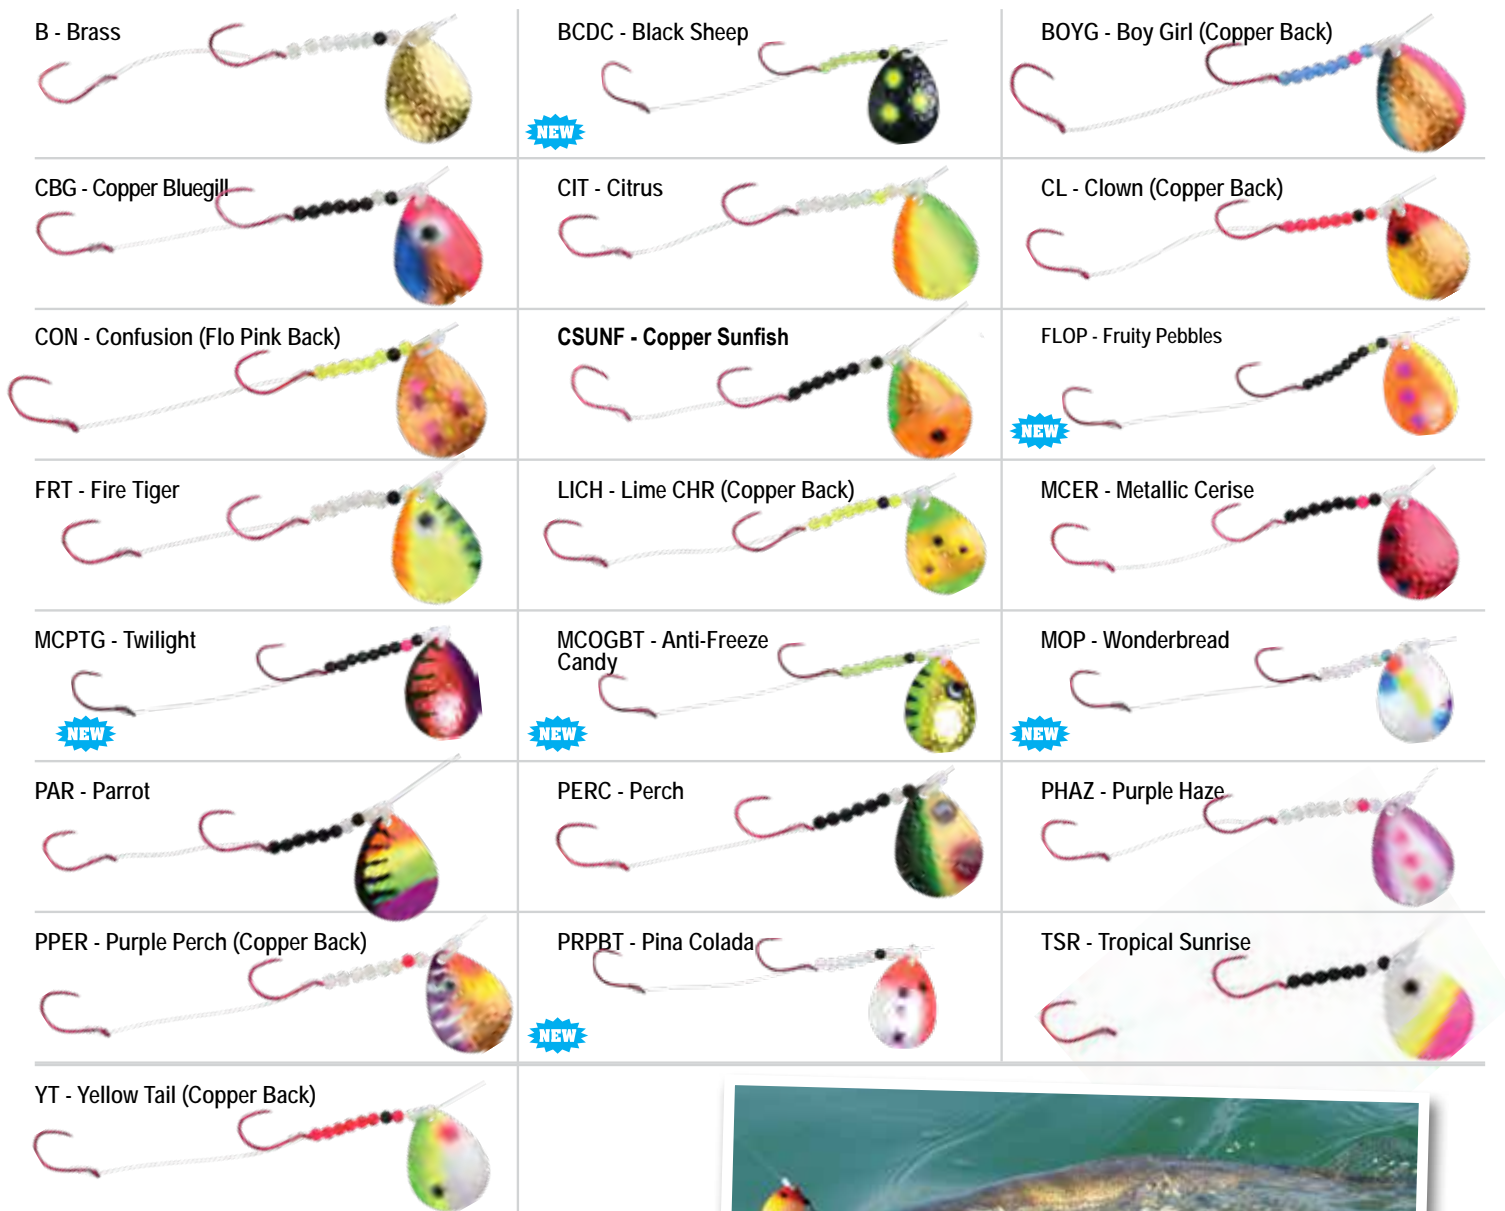 B - Brass
BCDC - Black Sheep
NEW
BOYG - Boy Girl (Copper Back)
CBG - Copper Bluegill
CIT - Citrus
CL - Clown (Copper Back)
CON - Confusion (Flo Pink Back)
CSUNF - Copper Sunfish
FLOP - Fruity Pebbles
NEW
FRT - Fire Tiger
LICH - Lime CHR (Copper Back)
MCER - Metallic Cerise
MCPTG - Twilight
NEW
MCOGBT - Anti-Freeze
Candy
NEW
MOP - Wonderbread
NEW
PAR - Parrot
PERC - Perch
PHAZ - Purple Haze
PPER - Purple Perch (Copper Back)
PRPBT - Pina Colada
NEW
TSR - Tropical Sunrise
YT - Yellow Tail (Copper Back)